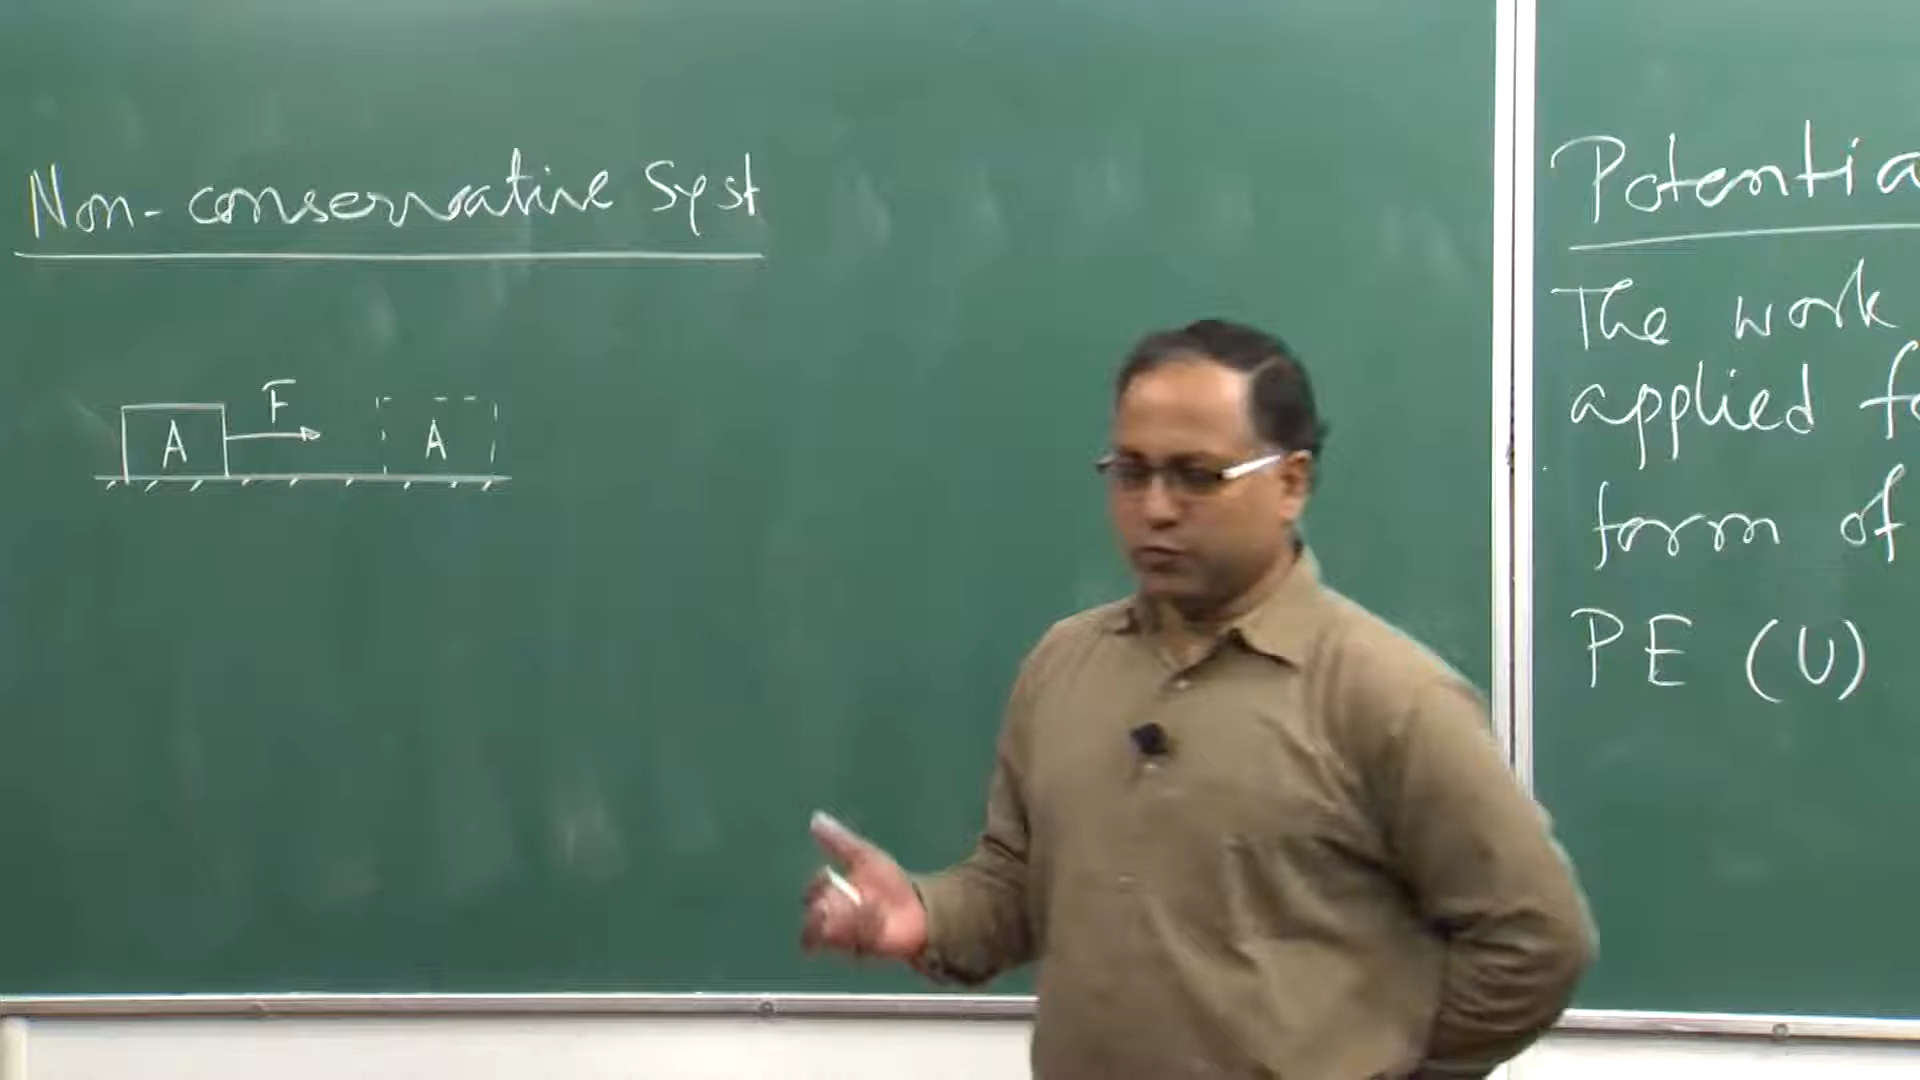 Non-conservative Syst
F
A A
Potentia
The work
applied fo
form of
PE (U)